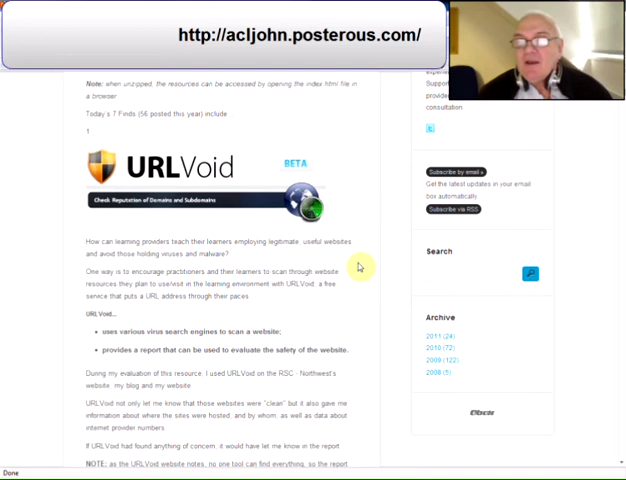 http://acljohn.posterous.com/
Note: when unzipped, the resources can be accessed by opening the index html file in
a browser
Today's 7 Finds (56 posted this year) include
1
URLVoid BETA
Check Reputation of Domains and Subdomains
How can learning providers teach their learners employing legitimate useful websites
and avoid those holding viruses and malware?
One way is to encourage practitioners and their learners to scan through website
resources they plan to use/visit in the learning environment with URLVoid, a free
service that puts a URL address through their paces
URLVoid...
• uses various virus search engines to scan a website;
• provides a report that can be used to evaluate the safety of the website.
During my evaluation of this resource, I used URLVoid on the RSC - Northwest's
website, my blog and my website
URLVoid not only let me know that those websites were "clean" but it also gave me
information about where the sites were hosted, and by whom, as well as data about
internet provider numbers
If URLVoid had found anything of concern, it would have let me know in the report
NOTE: as the URLVoid website notes, no one tool can find everything, so the report
Support
consultation
Subscribe by email »
Get the latest updates in your email
box automatically
Subscribe via RSS
Search
Archive
2011 (24)
2010 (72)
2009 (122)
2008 (5)
Done